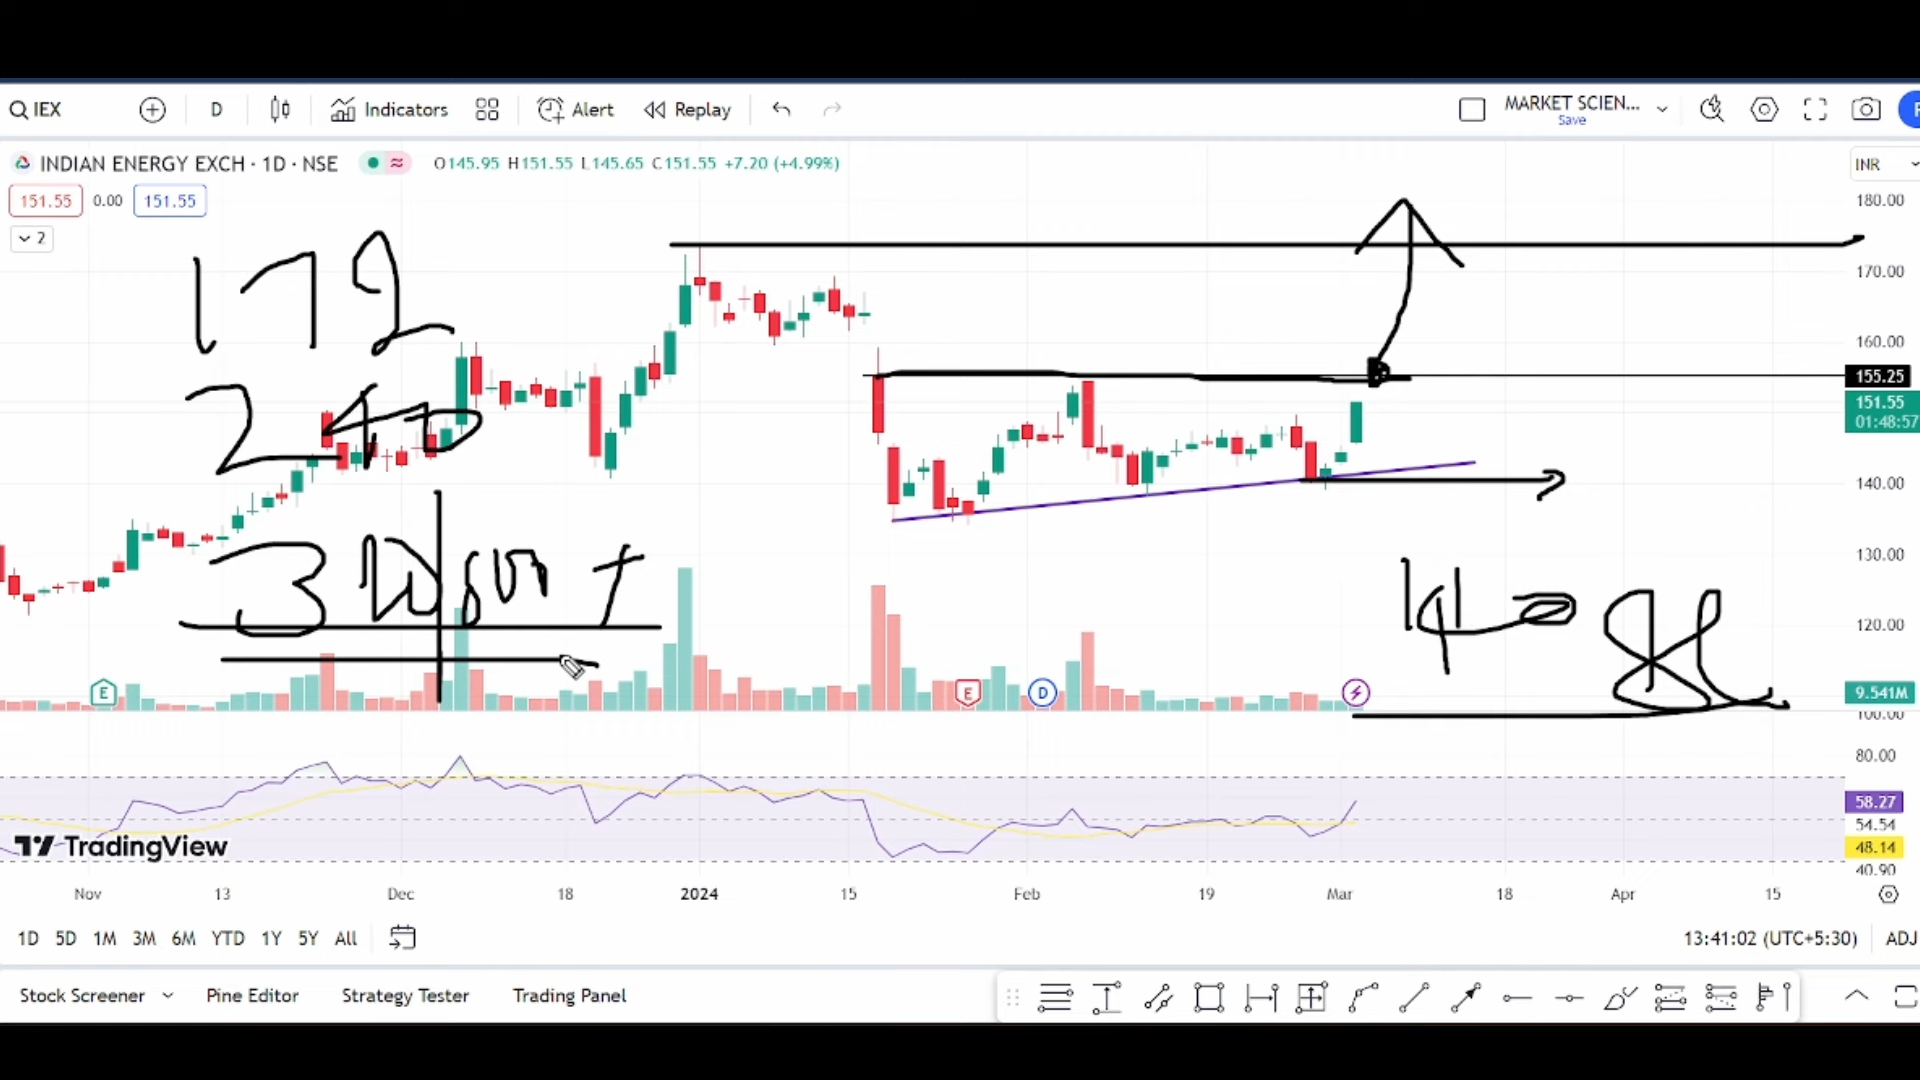 IEX D Indicators Alert Replay MARKET SCIEN...
Save
INDIAN ENERGY EXCH · 1D · NSE O145.95 H151.55 L145.65 C151.55 +7.20 (+4.99%) INR
151.55 0.00 151.55
2
180.00
170.00
160.00
155.25
151.55
01:48:57
140.00
130.00
120.00
172
240
140 SL
E E D
9.541M
100.00
80.00
58.27
54.54
48.14
40.90
TradingView
Nov 13 Dec 18 2024 15 Feb 19 Mar 18 Apr 15
1D 5D 1M 3M 6M YTD 1Y 5Y All 13:41:02 (UTC+5:30) ADJ
Stock Screener Pine Editor Strategy Tester Trading Panel